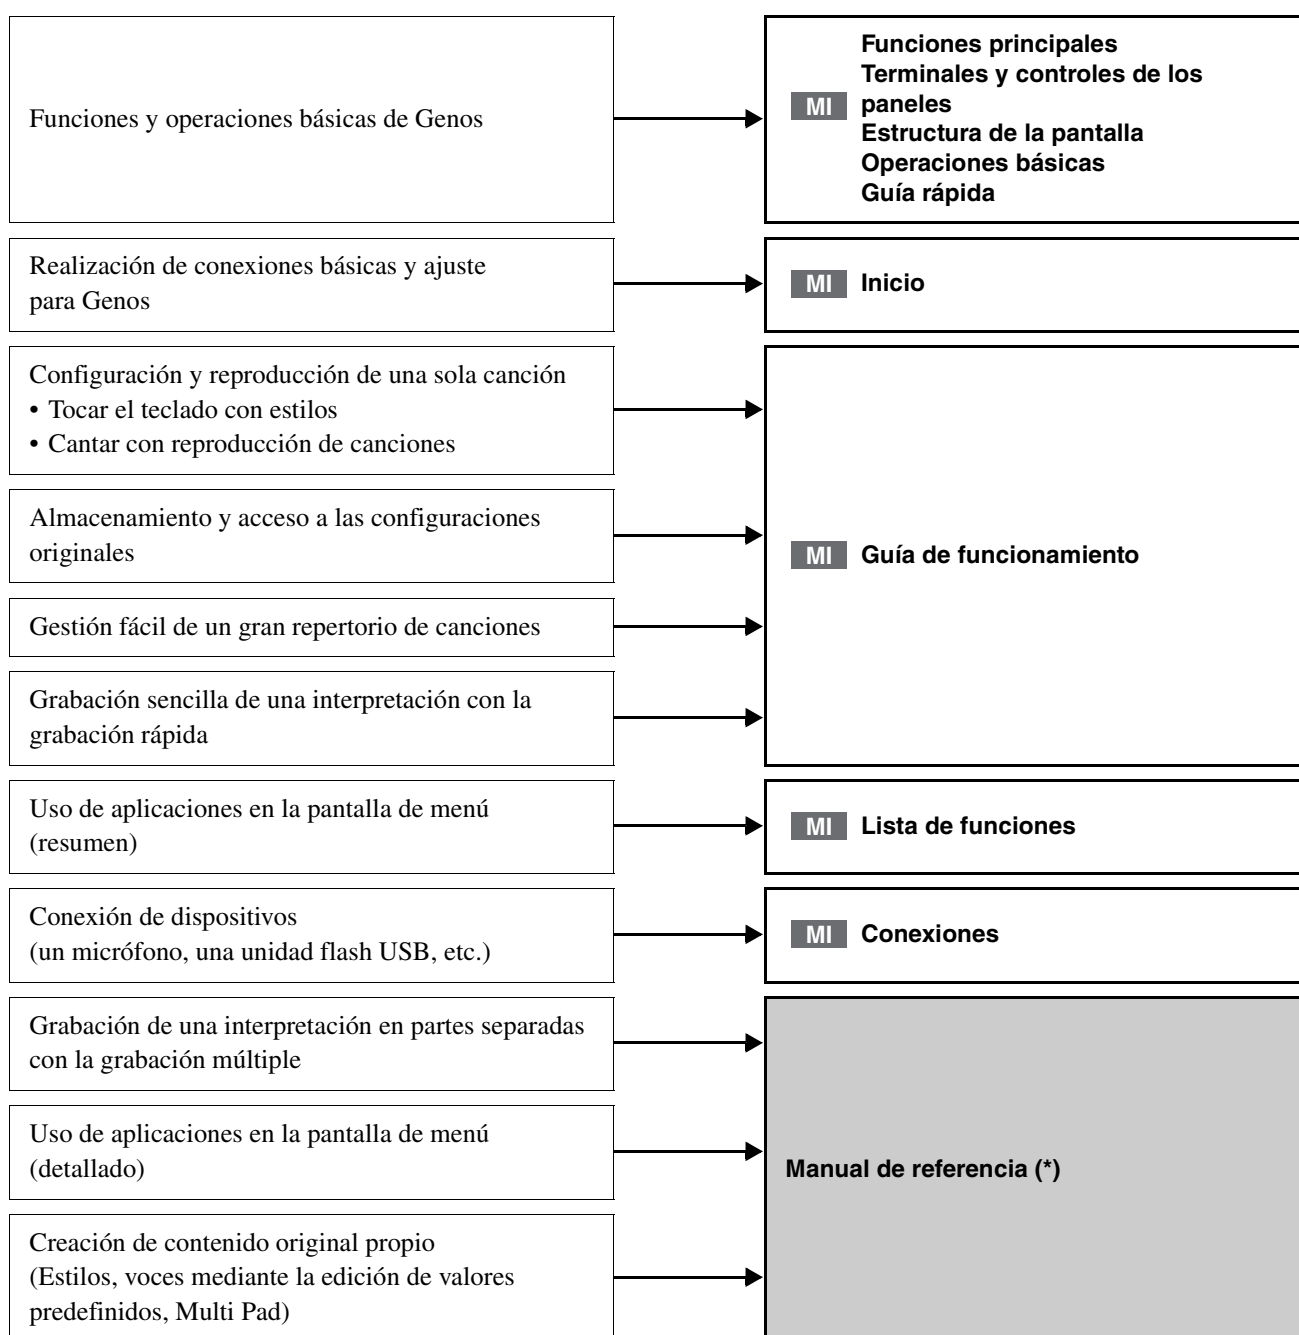 Funciones y operaciones básicas de Genos
MI
Funciones principales
Terminales y controles de los
paneles
Estructura de la pantalla
Operaciones básicas
Guía rápida
Realización de conexiones básicas y ajuste
para Genos
MI Inicio
Configuración y reproducción de una sola canción
• Tocar el teclado con estilos
• Cantar con reproducción de canciones
Almacenamiento y acceso a las configuraciones
originales
Gestión fácil de un gran repertorio de canciones
Grabación sencilla de una interpretación con la
grabación rápida
MI Guía de funcionamiento
Uso de aplicaciones en la pantalla de menú
(resumen)
MI Lista de funciones
Conexión de dispositivos
(un micrófono, una unidad flash USB, etc.)
MI Conexiones
Grabación de una interpretación en partes separadas
con la grabación múltiple
Uso de aplicaciones en la pantalla de menú
(detallado)
Creación de contenido original propio
(Estilos, voces mediante la edición de valores
predefinidos, Multi Pad)
Manual de referencia (*)